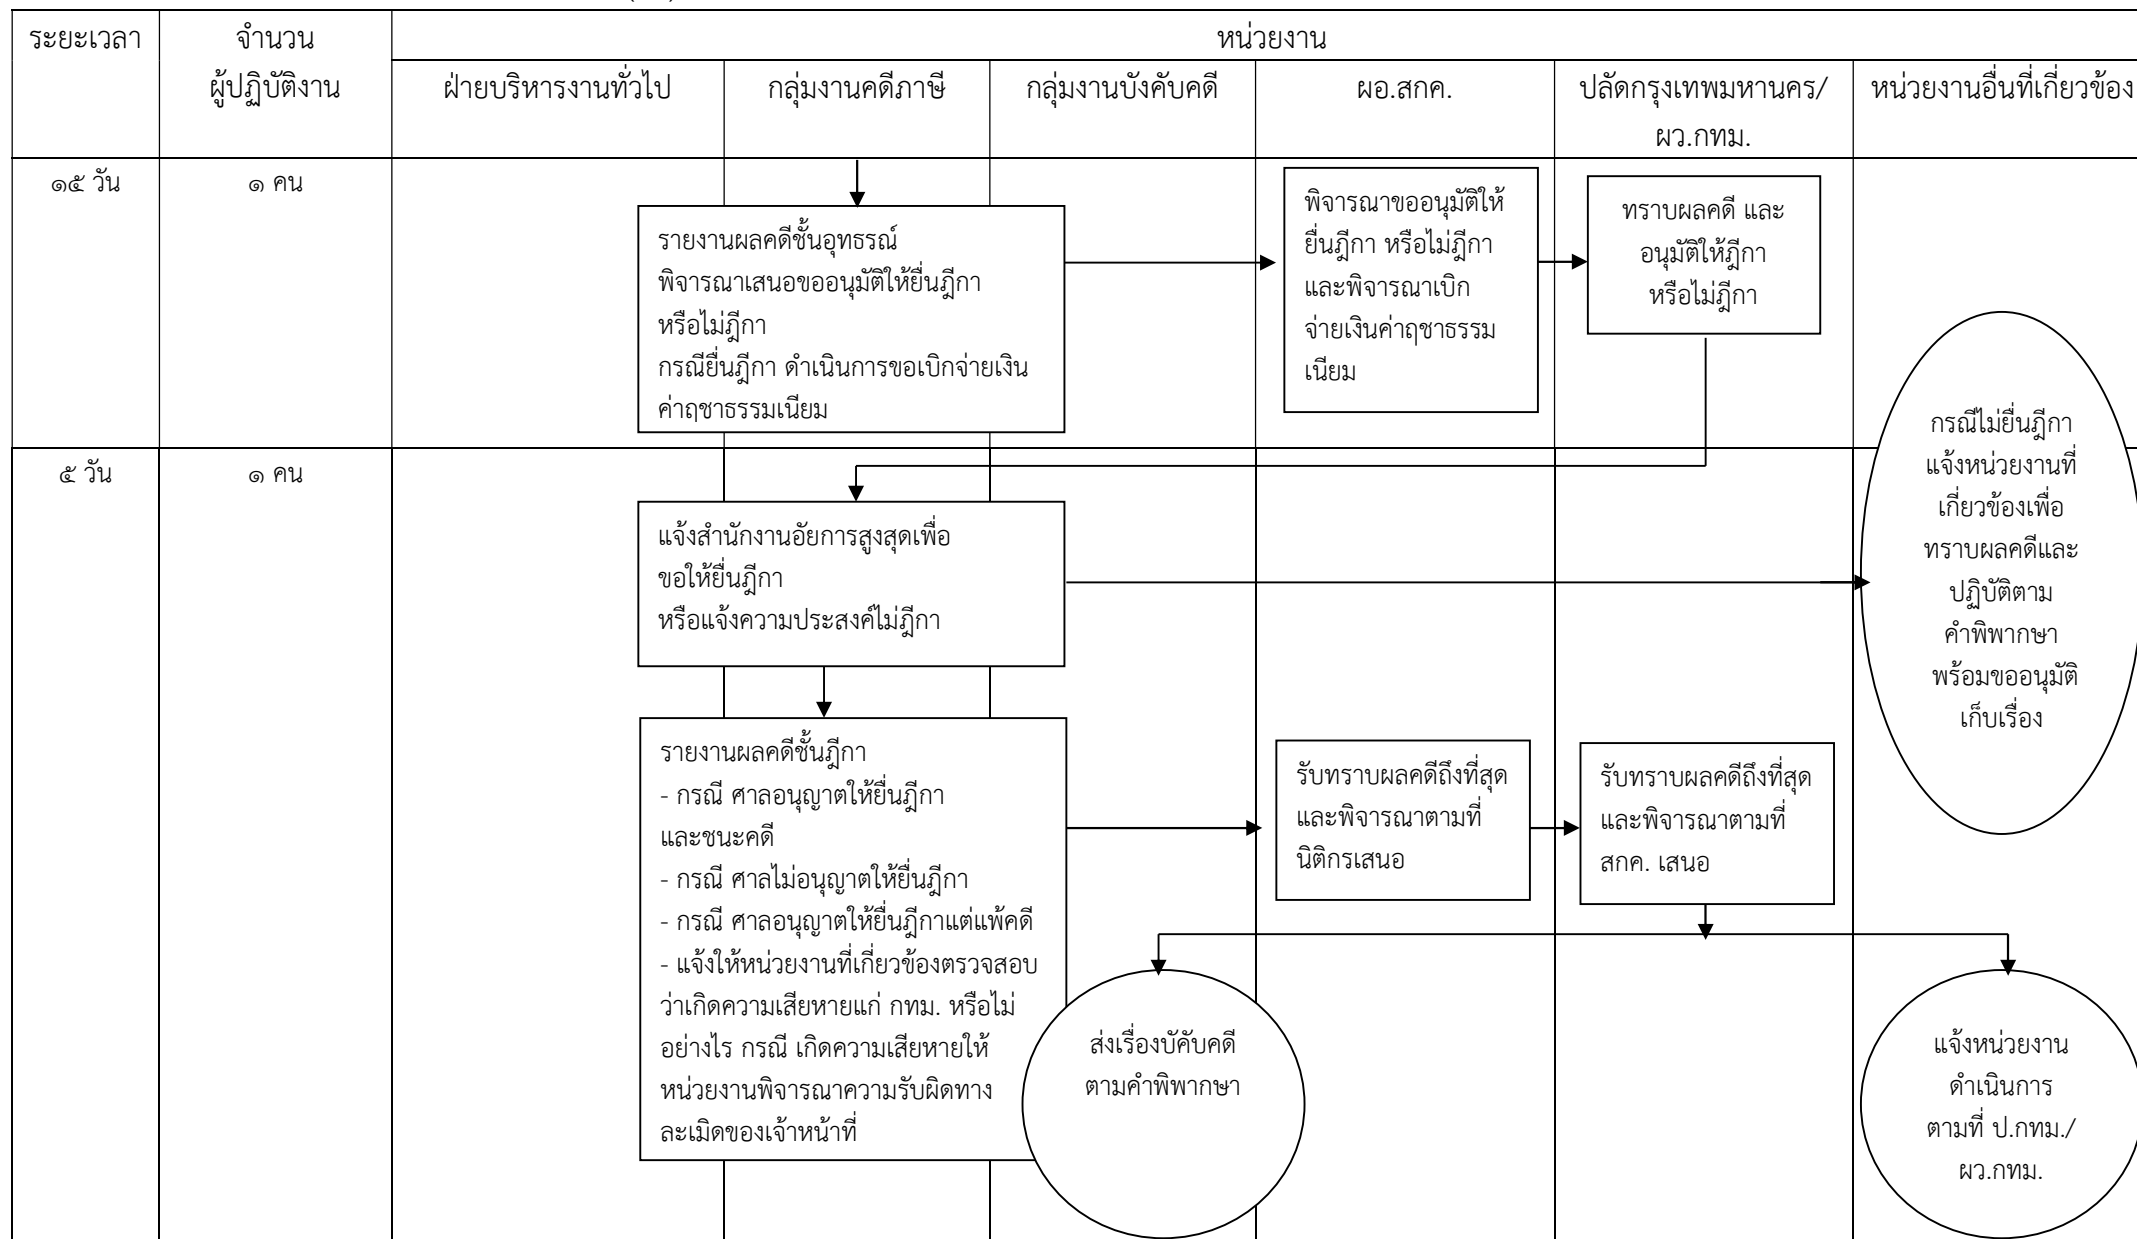 ระยะเวลา
จำนวน
ผู้ปฏิบัติงาน
หน่วยงาน
ฝ่ายบริหารงานทั่วไป
กลุ่มงานคดีภาษี
กลุ่มงานบังคับคดี
ผอ.สกค.
ปลัดกรุงเทพมหานคร/
ผว.กทม.
หน่วยงานอื่นที่เกี่ยวข้อง
๑๕ วัน
๑ คน
รายงานผลคดีชั้นอุทธรณ์
พิจารณาเสนอขออนุมัติให้ยื่นฎีกา
หรือไม่ฎีกา
กรณียื่นฎีกา ดำเนินการขอเบิกจ่ายเงิน
ค่าฤชาธรรมเนียม
พิจารณาขออนุมัติให้
ยื่นฎีกา หรือไม่ฎีกา
และพิจารณาเบิก
จ่ายเงินค่าฤชาธรรม
เนียม
ทราบผลคดี และ
อนุมัติให้ฎีกา
หรือไม่ฎีกา
กรณีไม่ยื่นฎีกา
แจ้งหน่วยงานที่
เกี่ยวข้องเพื่อ
ทราบผลคดีและ
ปฏิบัติตาม
คำพิพากษา
พร้อมขออนุมัติ
เก็บเรื่อง
๕ วัน
๑ คน
แจ้งสำนักงานอัยการสูงสุดเพื่อ
ขอให้ยื่นฎีกา
หรือแจ้งความประสงค์ไม่ฎีกา
รายงานผลคดีชั้นฎีกา
- กรณี ศาลอนุญาตให้ยื่นฎีกา
และชนะคดี
- กรณี ศาลไม่อนุญาตให้ยื่นฎีกา
- กรณี ศาลอนุญาตให้ยื่นฎีกาแต่แพ้คดี
- แจ้งให้หน่วยงานที่เกี่ยวข้องตรวจสอบ
ว่าเกิดความเสียหายแก่ กทม. หรือไม่
อย่างไร กรณี เกิดความเสียหายให้
หน่วยงานพิจารณาความรับผิดทาง
ละเมิดของเจ้าหน้าที่
รับทราบผลคดีถึงที่สุด
และพิจารณาตามที่
นิติกรเสนอ
รับทราบผลคดีถึงที่สุด
และพิจารณาตามที่
สกค. เสนอ
ส่งเรื่องบัคับคดี
ตามคำพิพากษา
แจ้งหน่วยงาน
ดำเนินการ
ตามที่ ป.กทม./
ผว.กทม.